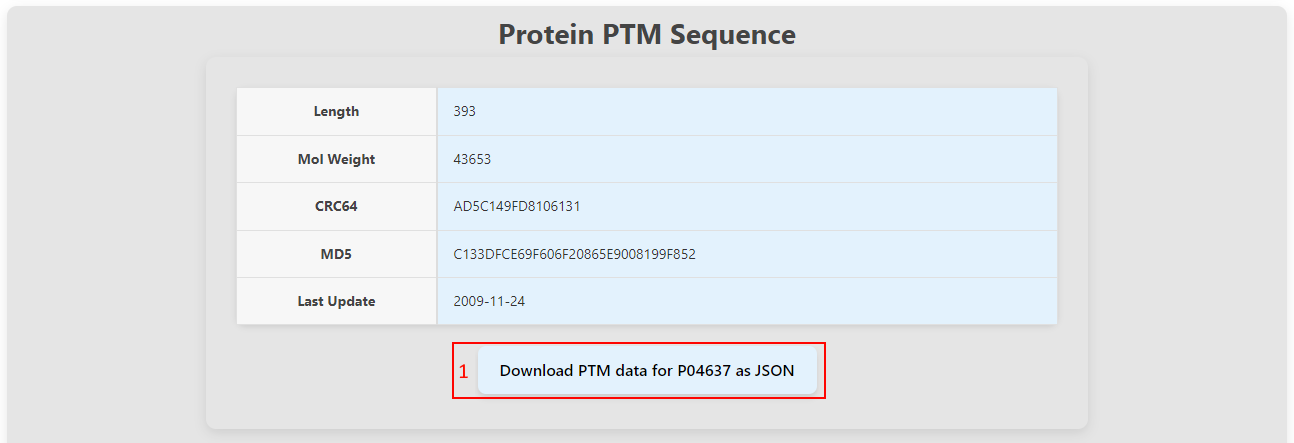 Protein PTM Sequence
Length 393
Mol Weight 43653
CRC64 AD5C149FD8106131
MD5 C133DFCE69F606F20865E9008199F852
Last Update 2009-11-24
1 Download PTM data for P04637 as JSON